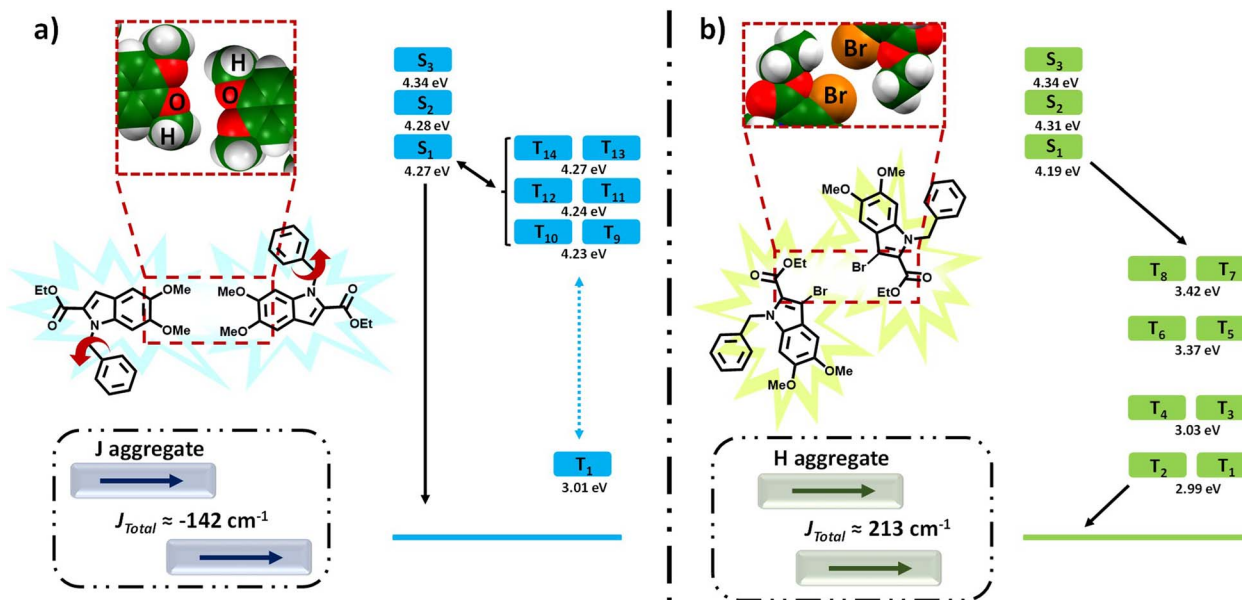 a)
H
O
O
H
S3
4.34 eV
S2
4.28 eV
S1
4.27 eV
T14 T13
4.27 eV
T12 T11
4.24 eV
T10 T9
4.23 eV
T1
3.01 eV
EtO
O
N
OMe
OMe
MeO
MeO
N
O
OEt
J aggregate
JTotal ≈ -142 cm-1
b)
Br
Br
S3
4.34 eV
S2
4.31 eV
S1
4.19 eV
OMe
MeO
N
Br
O
EtO
OEt
O
Br
N
OMe
MeO
T8 T7
3.42 eV
T6 T5
3.37 eV
T4 T3
3.03 eV
T2 T1
2.99 eV
H aggregate
JTotal ≈ 213 cm-1